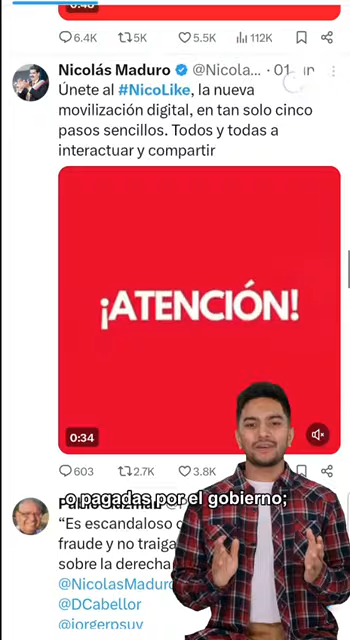 6.4K 5K 5.5K 112K
Nicolás Maduro @Nicola... · 01
Únete al #NicoLike, la nueva
movilización digital, en tan solo cinco
pasos sencillos. Todos y todas a
interactuar y compartir
¡ATENCIÓN!
0:34
603 2.7K 3.8K
o pagadas por el gobierno;
“Es escandaloso
fraude y no traiga
sobre la derecha
@NicolasMaduro
@DCabellor
@jorgerpsuv